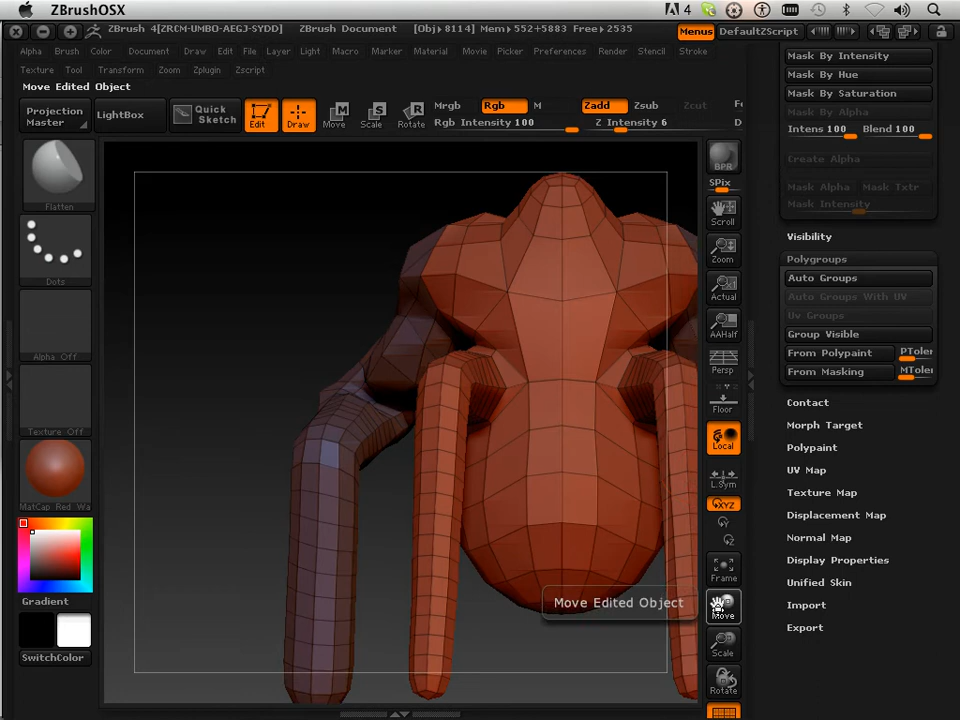 ZBrushOSX
4
ZBrush 4[ZRCM-UMBO-AEGJ-SYDD] ZBrush Document [Obj▸8114] Mem▸552+5883 Free▸2535 Menus DefaultZScript
Alpha Brush Color Document Draw Edit File Layer Light Macro Marker Material Movie Picker Preferences Render Stencil Stroke
Texture Tool Transform Zoom Zplugin Zscript
Move Edited Object
Projection Master
LightBox
Quick Sketch
Edit
Draw
Move
Scale
Rotate
Mrgb Rgb M Zadd Zsub Zcut Fo
Rgb Intensity 100 Z Intensity 6 D
Flatten
Dots
Alpha Off
Texture Off
MatCap Red Wa
Gradient
SwitchColor
BPR
SPix
Scroll
Zoom
Actual
AAHalf
Persp
Floor
Local
L.Sym
XYZ
Y
Z
Frame
Move
Scale
Rotate
Move Edited Object
Mask By Intensity
Mask By Hue
Mask By Saturation
Mask By Alpha
Intens 100 Blend 100
Create Alpha
Mask Alpha Mask Txtr
Mask Intensity
Visibility
Polygroups
Auto Groups
Auto Groups With UV
Uv Groups
Group Visible
From Polypaint PToler
From Masking MToler
Contact
Morph Target
Polypaint
UV Map
Texture Map
Displacement Map
Normal Map
Display Properties
Unified Skin
Import
Export